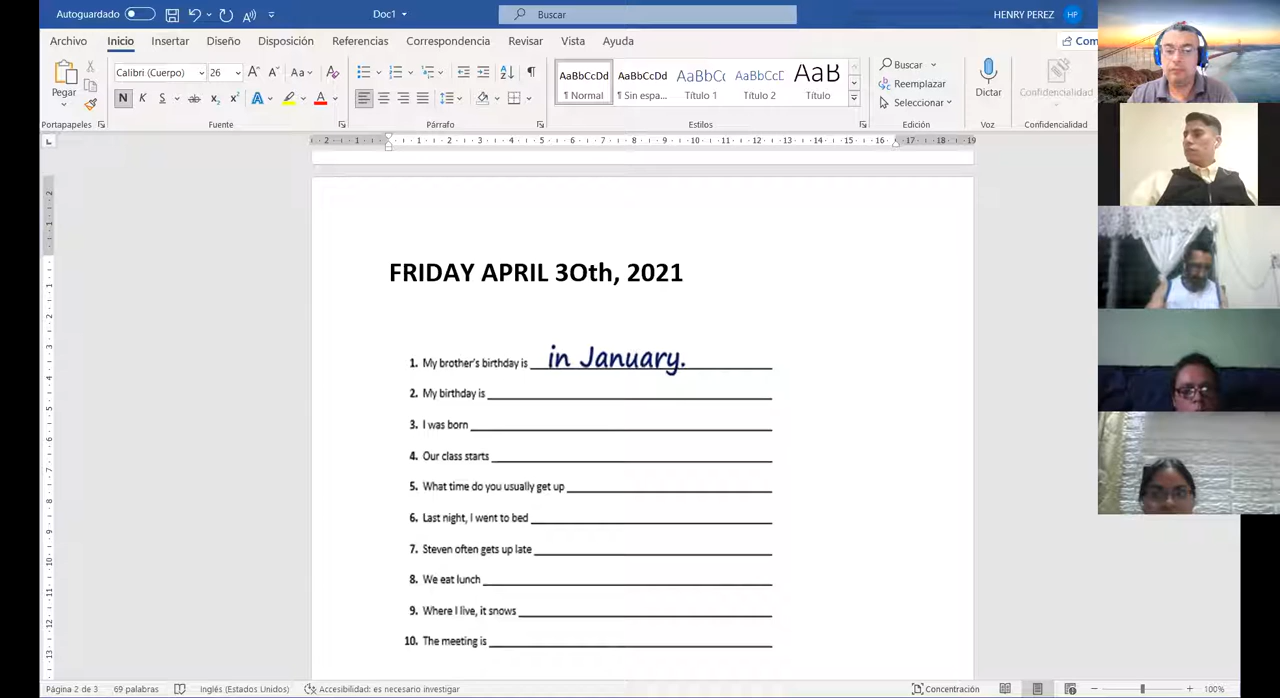 Autoguardado
Doc1
Buscar
HENRY PEREZ
HP
Archivo
Inicio
Insertar
Diseño
Disposición
Referencias
Correspondencia
Revisar
Vista
Ayuda
Com
Pegar
Calibri (Cuerpo)
26
AaBbCcDd
AaBbCcDd
AaBbCc
AaBbCcC
AaB
¶ Normal
¶ Sin espa...
Título 1
Título 2
Título
Buscar
Reemplazar
Seleccionar
Dictar
Confidencialidad
Portapapeles
Fuente
Párrafo
Estilos
Edición
Voz
Confidencialidad
FRIDAY APRIL 3Oth, 2021
1. My brother's birthday is in January.
2. My birthday is
3. I was born
4. Our class starts
5. What time do you usually get up
6. Last night, I went to bed
7. Steven often gets up late
8. We eat lunch
9. Where I live, it snows
10. The meeting is
Página 2 de 3
69 palabras
Inglés (Estados Unidos)
Accesibilidad: es necesario investigar
Concentración
100%